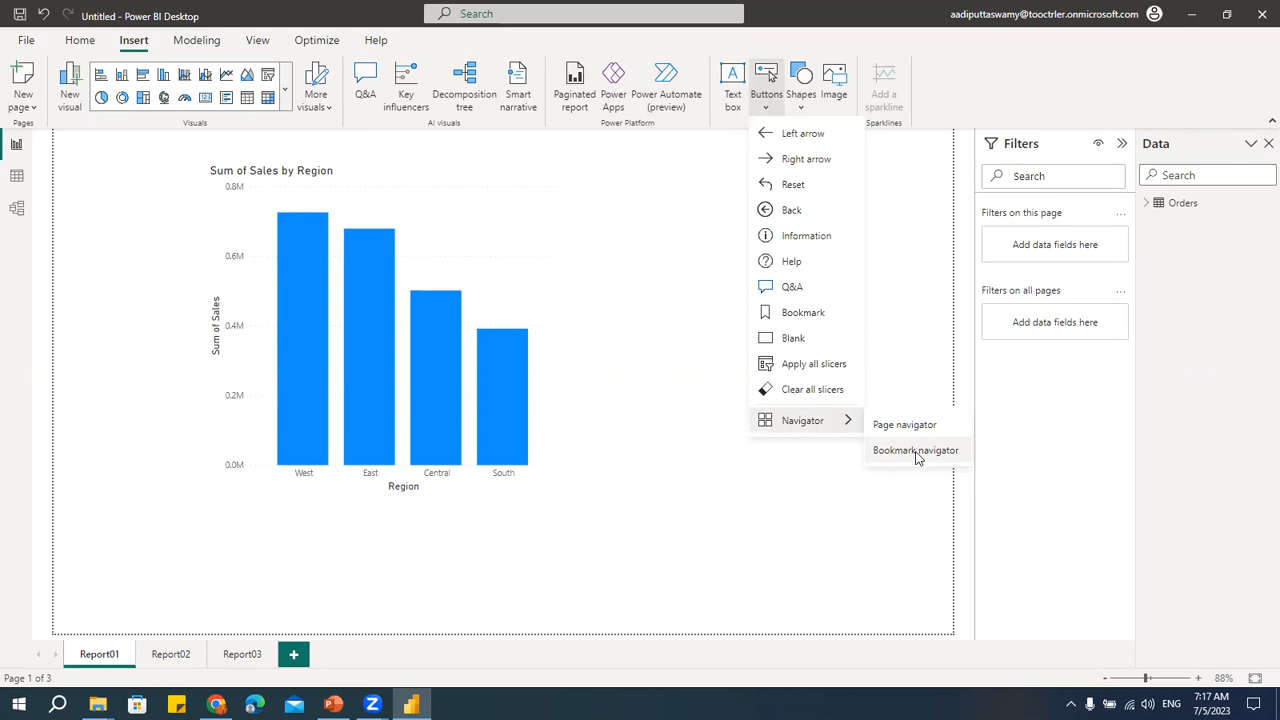 Untitled - Power BI Desktop
Search
aadiputtaswamy@tooctrler.onmicrosoft.com
File
Home
Insert
Modeling
View
Optimize
Help
New page
New visual
More visuals
Q&A
Key influencers
Decomposition tree
Smart narrative
Paginated report
Power Apps
Power Automate (preview)
Text box
Buttons
Shapes
Image
Add a sparkline
Pages
Visuals
AI visuals
Power Platform
Sparklines
Left arrow
Right arrow
Reset
Back
Information
Help
Q&A
Bookmark
Blank
Apply all slicers
Clear all slicers
Navigator
Page navigator
Bookmark navigator
Sum of Sales by Region
0.8M
0.6M
0.4M
0.2M
0.0M
Sum of Sales
West
East
Central
South
Region
Filters
Search
Filters on this page
...
Add data fields here
Filters on all pages
...
Add data fields here
Data
Search
Orders
Report01
Report02
Report03
Page 1 of 3
88%
7:17 AM
7/5/2023